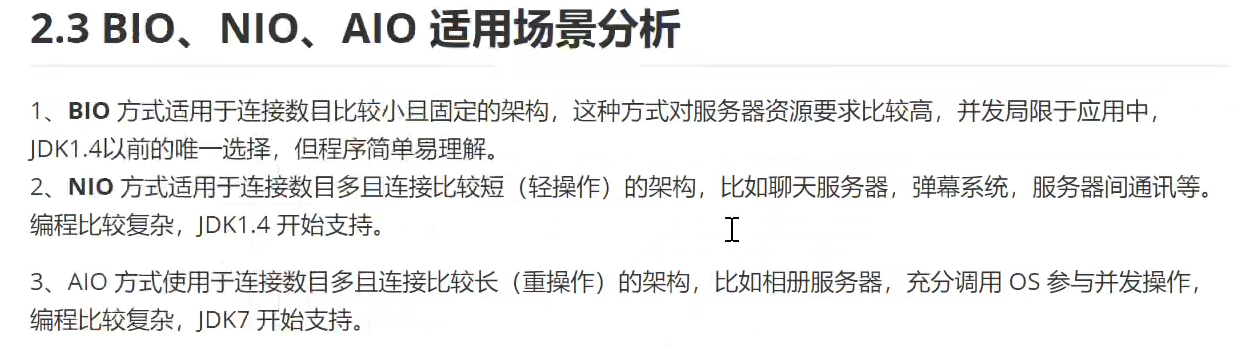 2.3 BIO、NIO、AIO 适用场景分析
1、BIO 方式适用于连接数目比较小且固定的架构，这种方式对服务器资源要求比较高，并发局限于应用中，
JDK1.4以前的唯一选择，但程序简单易理解。
2、NIO 方式适用于连接数目多且连接比较短（轻操作）的架构，比如聊天服务器，弹幕系统，服务器间通讯等。
编程比较复杂，JDK1.4 开始支持。
3、AIO 方式使用于连接数目多且连接比较长（重操作）的架构，比如相册服务器，充分调用 OS 参与并发操作，
编程比较复杂，JDK7 开始支持。